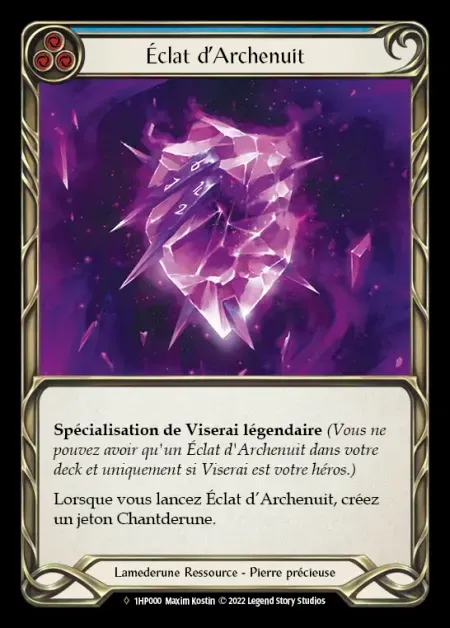 Éclat d'Archenuit
Spécialisation de Viserai légendaire (Vous ne
pouvez avoir qu'un Éclat d'Archenuit dans votre
deck et uniquement si Viserai est votre héros.)
Lorsque vous lancez Éclat d'Archenuit, créez
un jeton Chantderune.
Lamederune Ressource - Pierre précieuse
1HP000 Maxim Kostin © 2022 Legend Story Studios